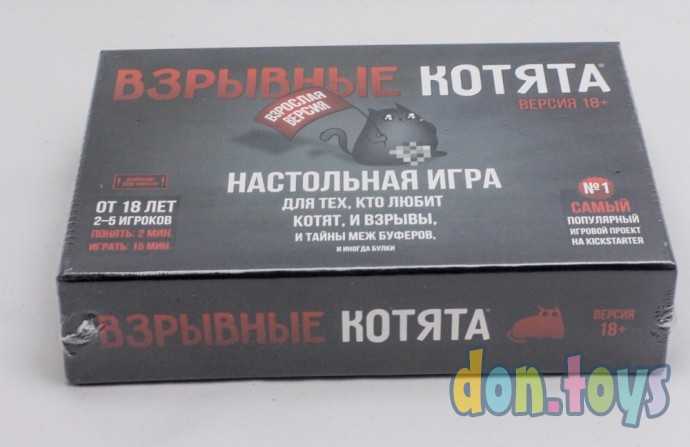 ВЗРЫВНЫЕ КОТЯТА
ВЕРСИЯ 18+
ВЗРОСЛАЯ
ВЕРСИЯ
НАСТОЛЬНАЯ ИГРА
ДЛЯ ТЕХ, КТО ЛЮБИТ
КОТЯТ, И ВЗРЫВЫ,
И ТАЙНЫ МЕЖ БУФЕРОВ,
И ИНОГДА БУЛКИ
ОТ 18 ЛЕТ
2-5 ИГРОКОВ
ПОНЯТЬ: 2 МИН.
ИГРАТЬ: 15 МИН.
№1
САМЫЙ
ПОПУЛЯРНЫЙ
ИГРОВОЙ ПРОЕКТ
НА KICKSTARTER
ВЗРЫВНЫЕ КОТЯТА
ВЕРСИЯ
18+
don.toys